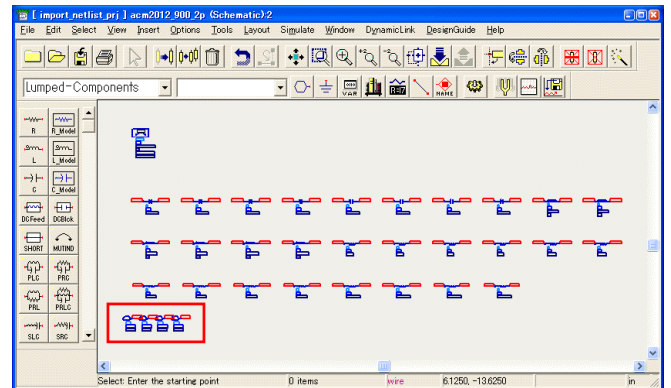 [ import_netlist_prj ] acm2012_900_2p (Schematic):2
File Edit Select View Insert Options Tools Layout Simulate Window DynamicLink DesignGuide Help
Lumped-Components
VAR
NAME
R R_Model
L L_Model
C C_Model
DCFeed DCBlok
SHORT MUTIND
PLC PRC
PRL PRLC
SLC SRC
Select: Enter the starting point 0 items wire 6.1250, -13.6250 in